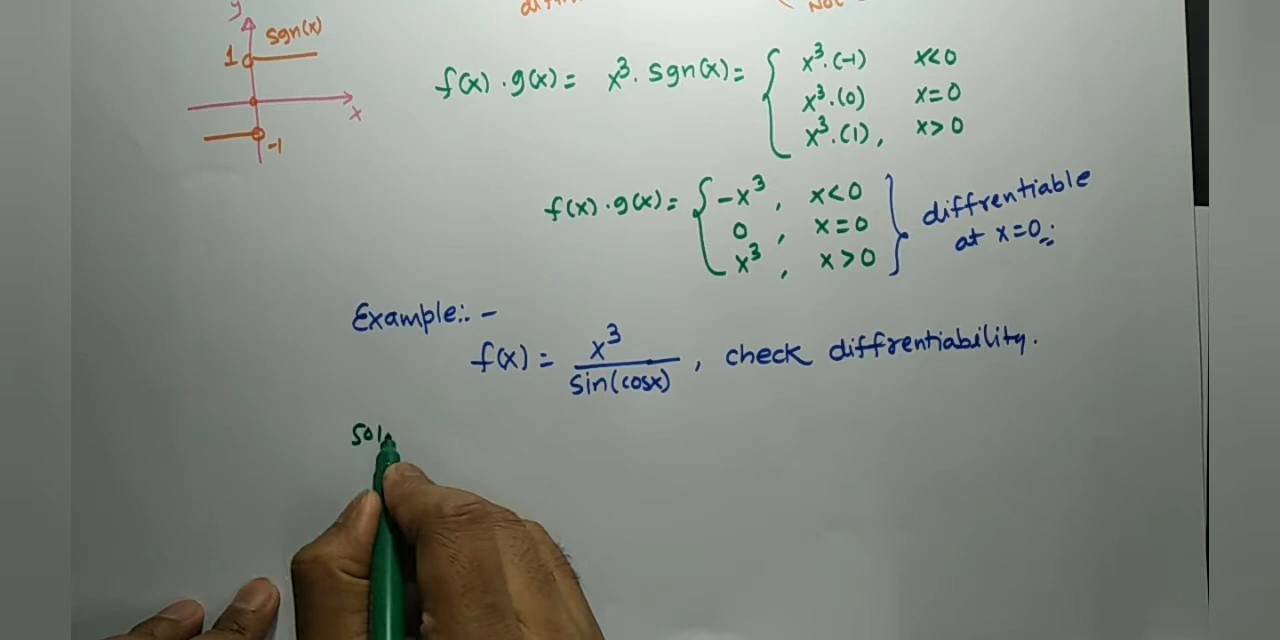 y
sgn(x)
1
x
-1
f(x) · g(x) = x³. sgn(x) = { x³.(-1) x<0
x³.(0) x=0
x³.(1), x>0
f(x)·g(x) = { -x³, x<0
0, x=0
x³, x>0
} diffrentiable
at x=0
Example:. -
f(x) = x³ / sin(cosx) , check diffrentiability.
sol